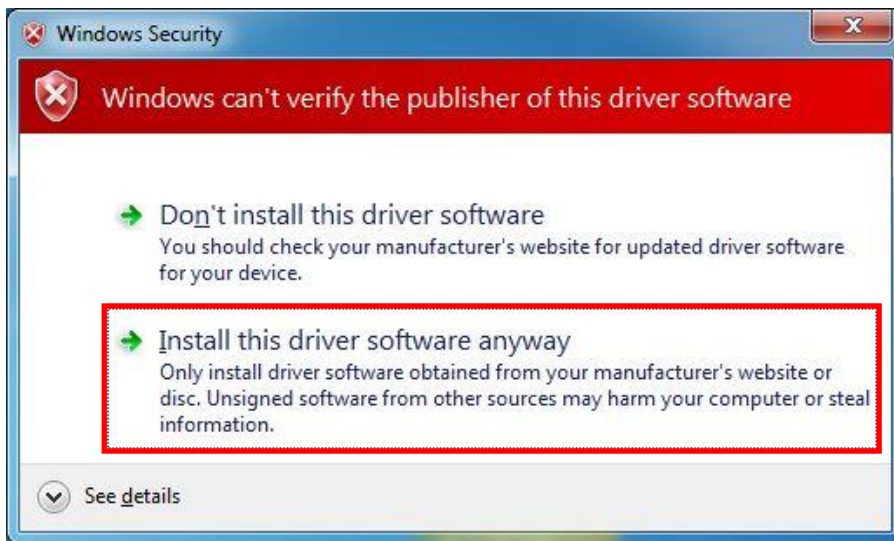 Windows Security
Windows can't verify the publisher of this driver software
Don't install this driver software
You should check your manufacturer's website for updated driver software
for your device.
Install this driver software anyway
Only install driver software obtained from your manufacturer's website or
disc. Unsigned software from other sources may harm your computer or steal
information.
See details